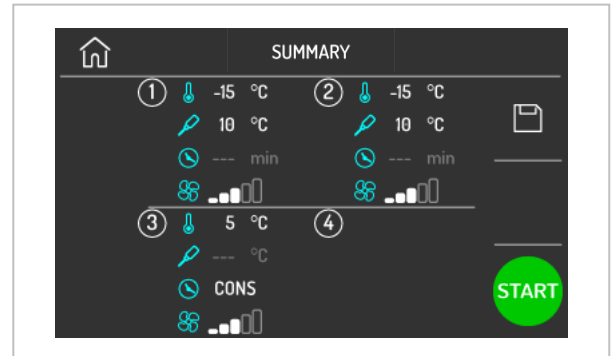 SUMMARY
1 -15 °C 2 -15 °C
10 °C 10 °C
--- min --- min
3 5 °C 4
--- °C
CONS
START